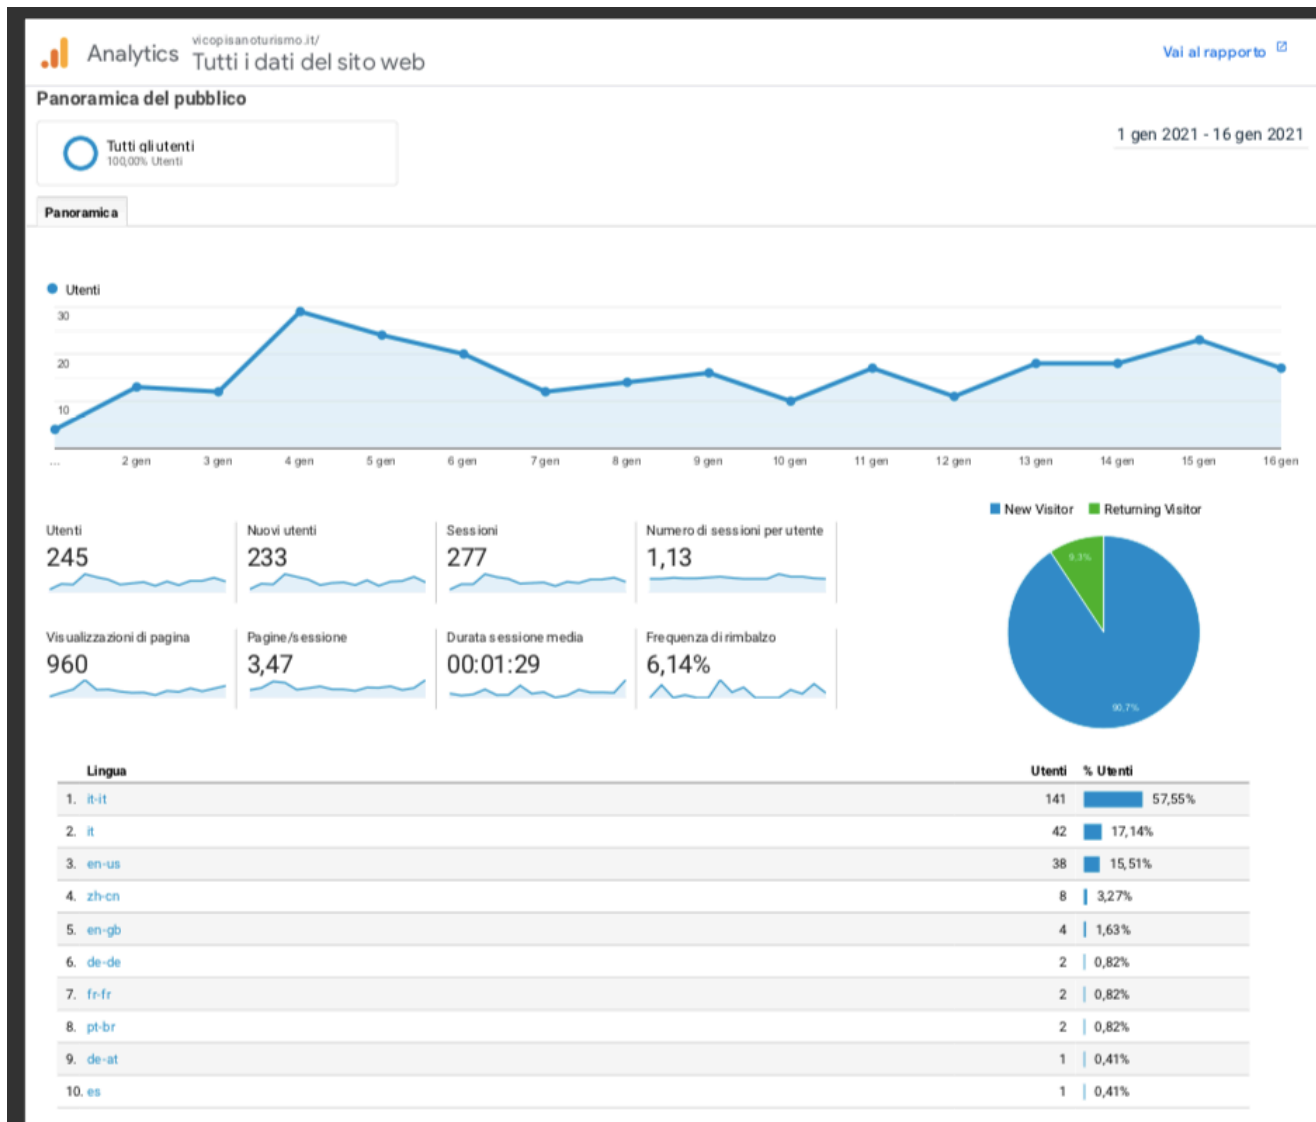 Analytics
vicopisanoturismo.it/
Tutti i dati del sito web
Vai al rapporto
Panoramica del pubblico
Tutti gli utenti
100,00% Utenti
1 gen 2021 - 16 gen 2021
Panoramica
Utenti
30
20
10
... 2 gen 3 gen 4 gen 5 gen 6 gen 7 gen 8 gen 9 gen 10 gen 11 gen 12 gen 13 gen 14 gen 15 gen 16 gen
New Visitor Returning Visitor
9.3%
90.7%
Utenti Nuovi utenti Sessioni Numero di sessioni per utente
245 233 277 1,13
Visualizzazioni di pagina Pagine/sessione Durata sessione media Frequenza di rimbalzo
960 3,47 00:01:29 6,14%
Lingua Utenti % Utenti
1. it-it 141 57,55%
2. it 42 17,14%
3. en-us 38 15,51%
4. zh-cn 8 3,27%
5. en-gb 4 1,63%
6. de-de 2 0,82%
7. fr-fr 2 0,82%
8. pt-br 2 0,82%
9. de-at 1 0,41%
10. es 1 0,41%